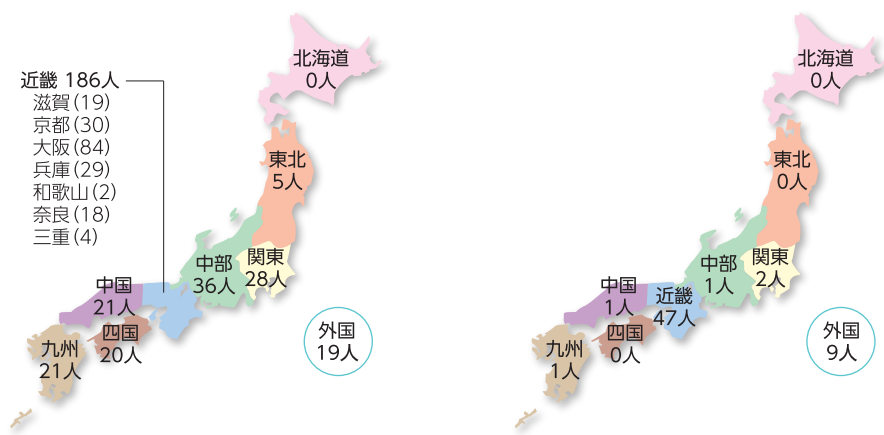 北海道
0人
近畿 186人
滋賀(19)
京都(30)
大阪(84)
兵庫(29)
和歌山(2)
奈良(18)
三重(4)
東北
5人
関東
28人
中部
36人
中国
21人
四国
20人
九州
21人
外国
19人
北海道
0人
東北
0人
関東
2人
中部
1人
近畿
47人
中国
1人
四国
0人
九州
1人
外国
9人